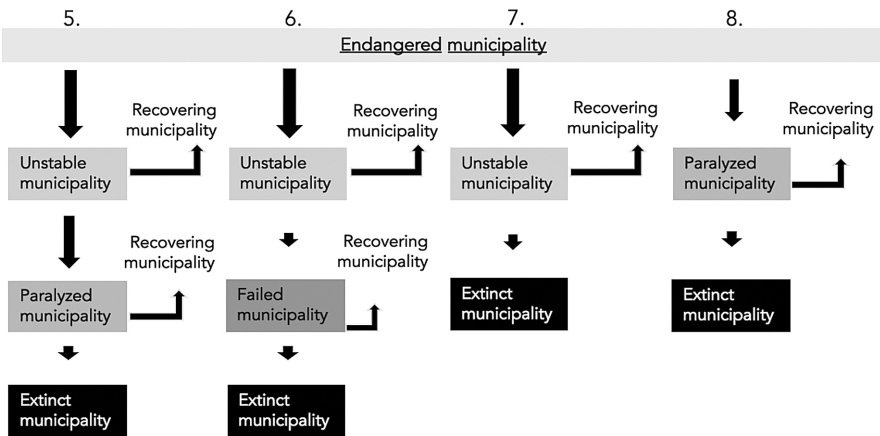 5. 6. 7. 8.
Endangered municipality
Recovering
municipality
Recovering
municipality
Recovering
municipality
Recovering
municipality
Unstable
municipality
Unstable
municipality
Unstable
municipality
Paralyzed
municipality
Recovering
municipality
Recovering
municipality
Paralyzed
municipality
Failed
municipality
Extinct
municipality
Extinct
municipality
Extinct
municipality
Extinct
municipality